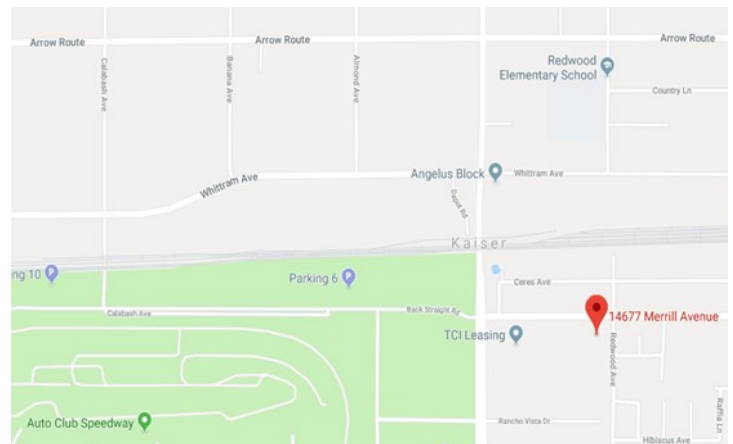 Arrow Route
Arrow Route
Arrow Route
Calabash Ave
Banana Ave
Almond Ave
Redwood
Elementary School
Country Ln
Whittram Ave
Angelus Block
Whittram Ave
Depot Rd
Kaiser
ng 10
Parking 6
Ceres Ave
Calabash Ave
Back Straight Rd
14677 Merrill Avenue
TCI Leasing
Redwood Ave
Raffia Ln
Auto Club Speedway
Rancho Vista Dr
Hibiscus Ave